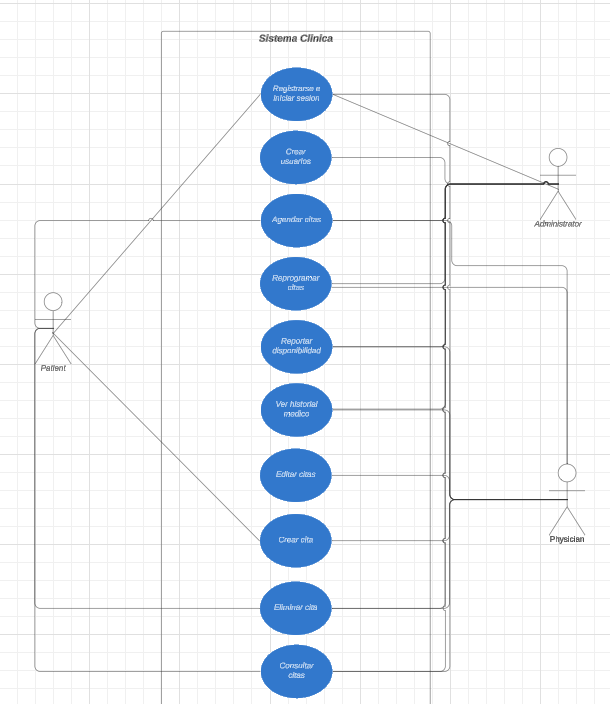 Sistema Clinica
Registrarse e
iniciar sesion
Crear
usuarios
Agendar citas
Administrator
Reprogramar
citas
Reportar
disponibilidad
Patient
Ver historial
medico
Editar citas
Crear cita
Physician
Eliminar cita
Consultar
citas